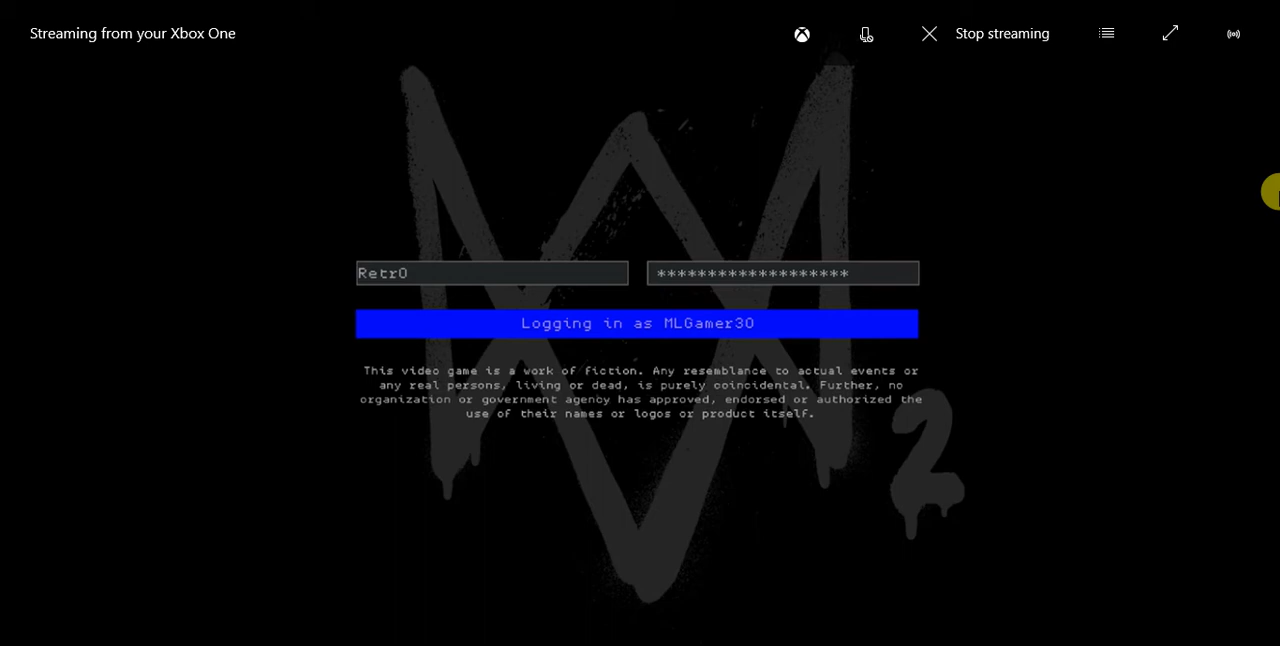 Streaming from your Xbox One
Stop streaming
Retr0 *******************
Logging in as MLGamer30
This video game is a work of fiction. Any resemblance to actual events or
any real persons, living or dead, is purely coincidental. Further, no
organization or government agency has approved, endorsed or authorized the
use of their names or logos or product itself.
2